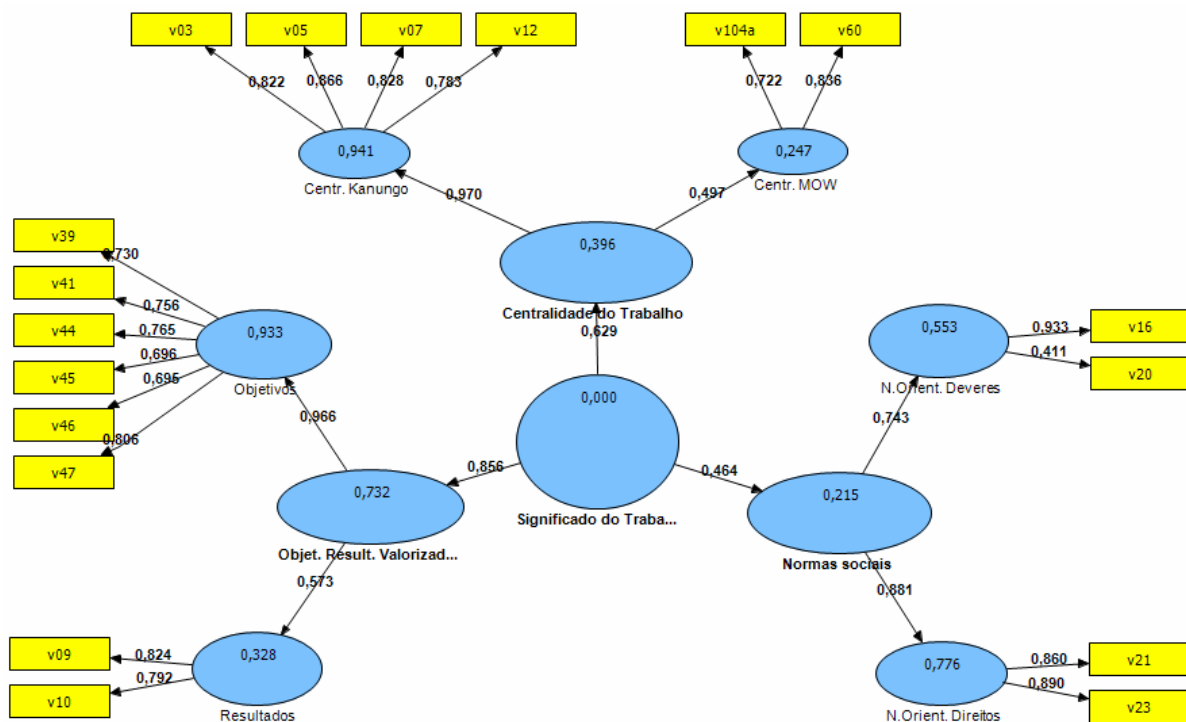 v03
v05
v07
v12
v104a
v60
0,822
0,866
0,828
0,783
0,722
0,836
0,941
Centr. Kanungo
0,247
Centr. MOW
0,970
0,497
0,396
Centralidade do Trabalho
0,629
v39
v41
v44
v45
v46
v47
0,730
0,756
0,765
0,696
0,695
0,806
0,933
Objetivos
0,966
0,553
N.Orient. Deveres
0,933
0,411
v16
v20
0,743
0,000
Significado do Traba...
0,856
0,464
0,732
Objet. Result. Valorizad...
0,215
Normas sociais
0,573
0,881
v09
v10
0,824
0,792
0,328
Resultados
0,776
N.Orient. Direitos
0,860
0,890
v21
v23